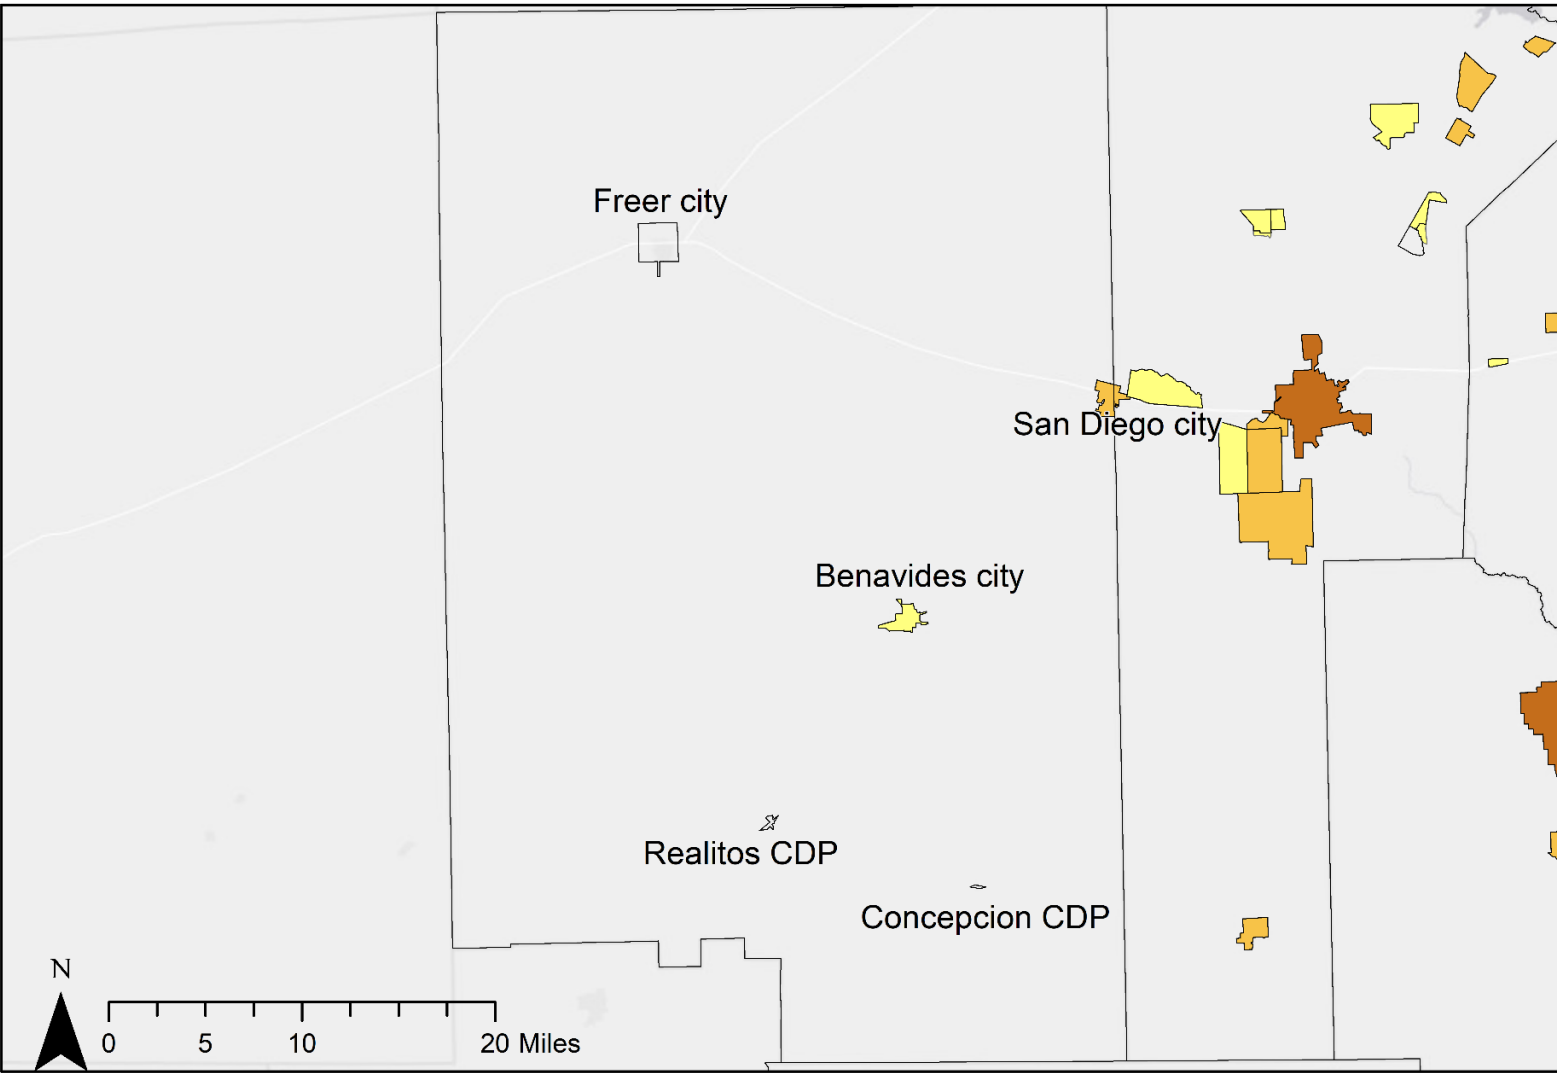 Freer city
San Diego city
Benavides city
Realitos CDP
Concepcion CDP
N
0 5 10 20 Miles